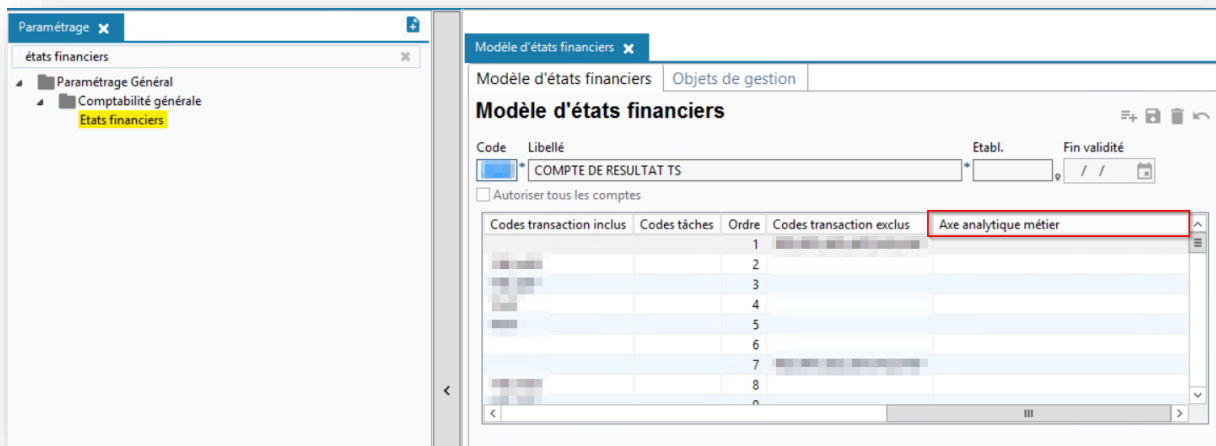 Paramétrage
états financiers
Paramétrage Général
Comptabilité générale
Etats financiers
Modèle d'états financiers
Modèle d'états financiers Objets de gestion
Modèle d'états financiers
Code Libellé Etabl. Fin validité
* COMPTE DE RESULTAT TS * / /
Autoriser tous les comptes
Codes transaction inclus Codes tâches Ordre Codes transaction exclus Axe analytique métier
1
2
3
4
5
6
7
8